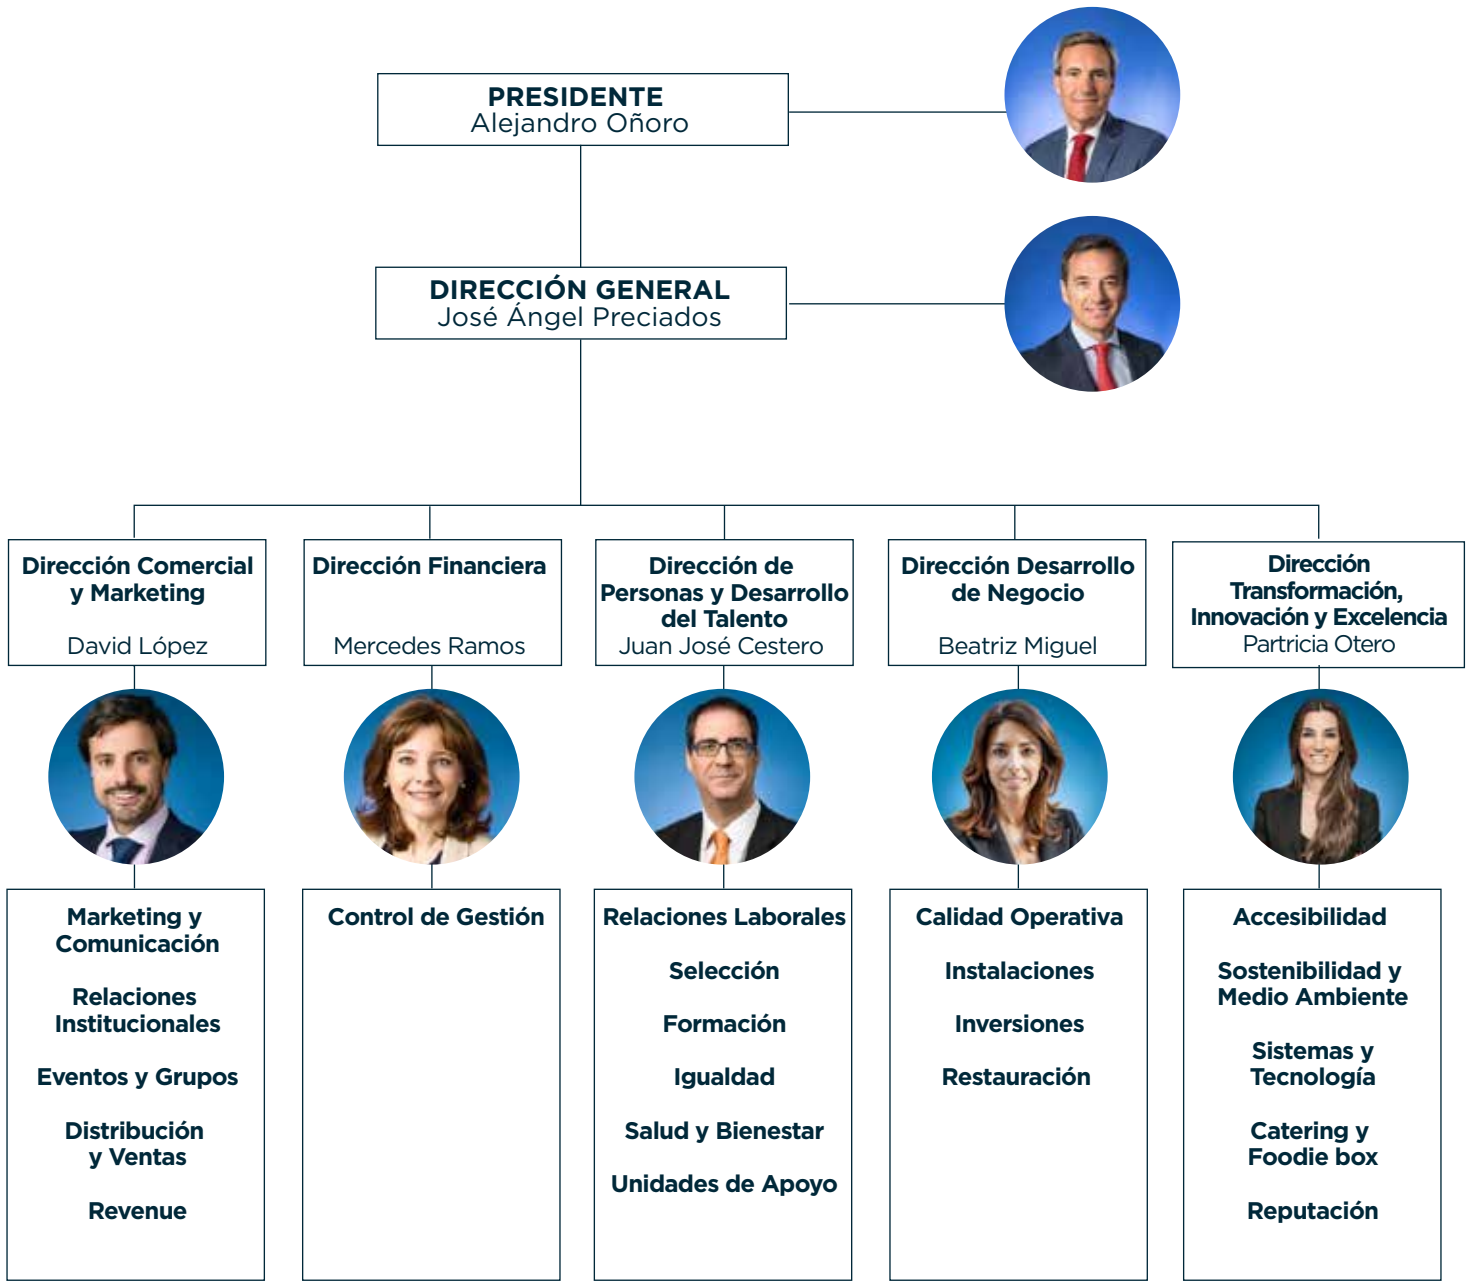 PRESIDENTE
Alejandro Oñoro
DIRECCIÓN GENERAL
José Ángel Preciados
Dirección Comercial
y Marketing
David López
Dirección Financiera
Mercedes Ramos
Dirección de
Personas y Desarrollo
del Talento
Juan José Cestero
Dirección Desarrollo
de Negocio
Beatriz Miguel
Dirección
Transformación,
Innovación y Excelencia
Partricia Otero
Marketing y
Comunicación
Relaciones
Institucionales
Eventos y Grupos
Distribución
y Ventas
Revenue
Control de Gestión
Relaciones Laborales
Selección
Formación
Igualdad
Salud y Bienestar
Unidades de Apoyo
Calidad Operativa
Instalaciones
Inversiones
Restauración
Accesibilidad
Sostenibilidad y
Medio Ambiente
Sistemas y
Tecnología
Catering y
Foodie box
Reputación